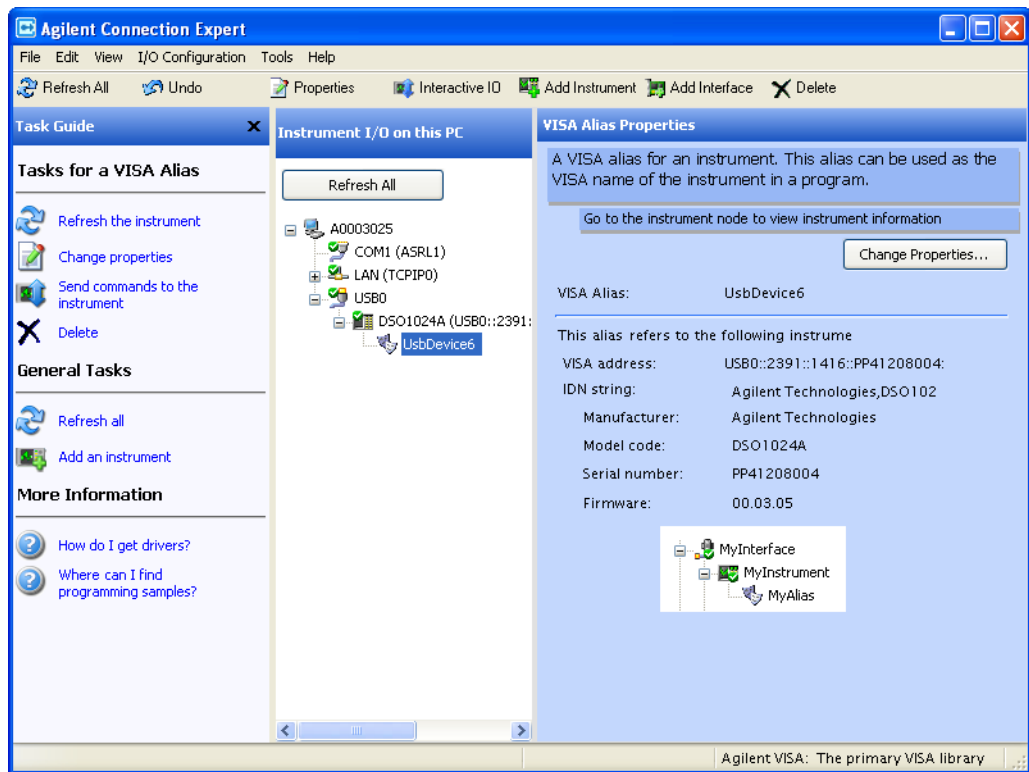 Agilent Connection Expert
File Edit View I/O Configuration Tools Help
Refresh All Undo Properties Interactive IO Add Instrument Add Interface Delete
Task Guide
Tasks for a VISA Alias
Refresh the instrument
Change properties
Send commands to the
instrument
Delete
General Tasks
Refresh all
Add an instrument
More Information
How do I get drivers?
Where can I find
programming samples?
Instrument I/O on this PC
Refresh All
A0003025
COM1 (ASRL1)
LAN (TCPIP0)
USB0
DSO1024A (USB0::2391:
UsbDevice6
VISA Alias Properties
A VISA alias for an instrument. This alias can be used as the
VISA name of the instrument in a program.
Go to the instrument node to view instrument information
Change Properties...
VISA Alias: UsbDevice6
This alias refers to the following instrume
VISA address: USB0::2391::1416::PP41208004:
IDN string: Agilent Technologies,DSO102
Manufacturer: Agilent Technologies
Model code: DSO1024A
Serial number: PP41208004
Firmware: 00.03.05
MyInterface
MyInstrument
MyAlias
Agilent VISA: The primary VISA library